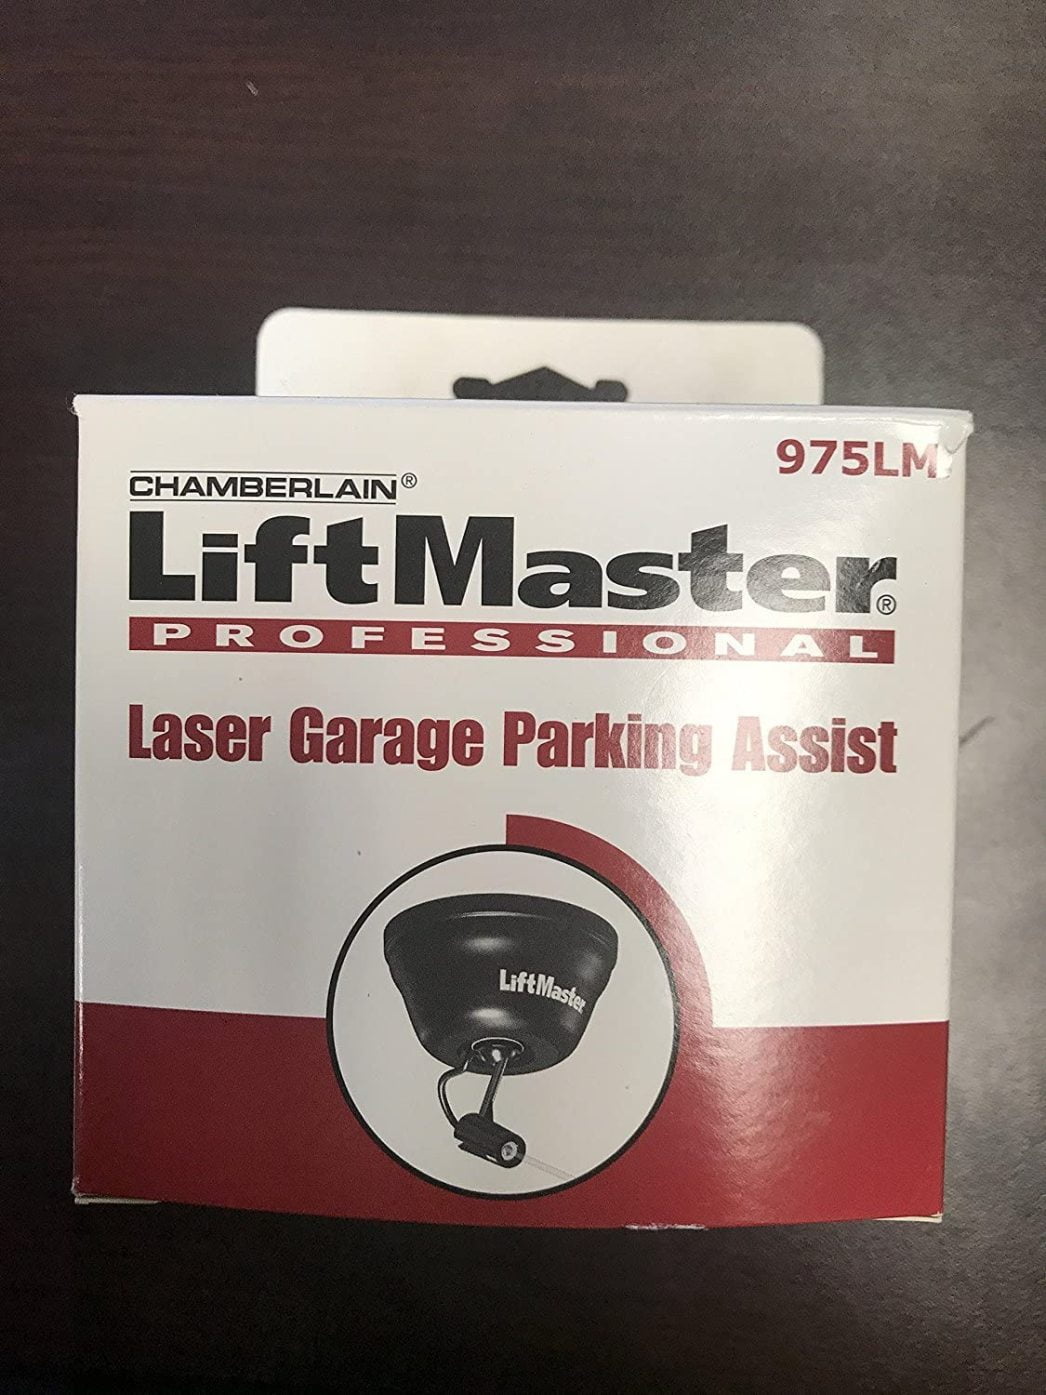 975LM
CHAMBERLAIN®
LiftMaster®
PROFESSIONAL
Laser Garage Parking Assist
LiftMaster